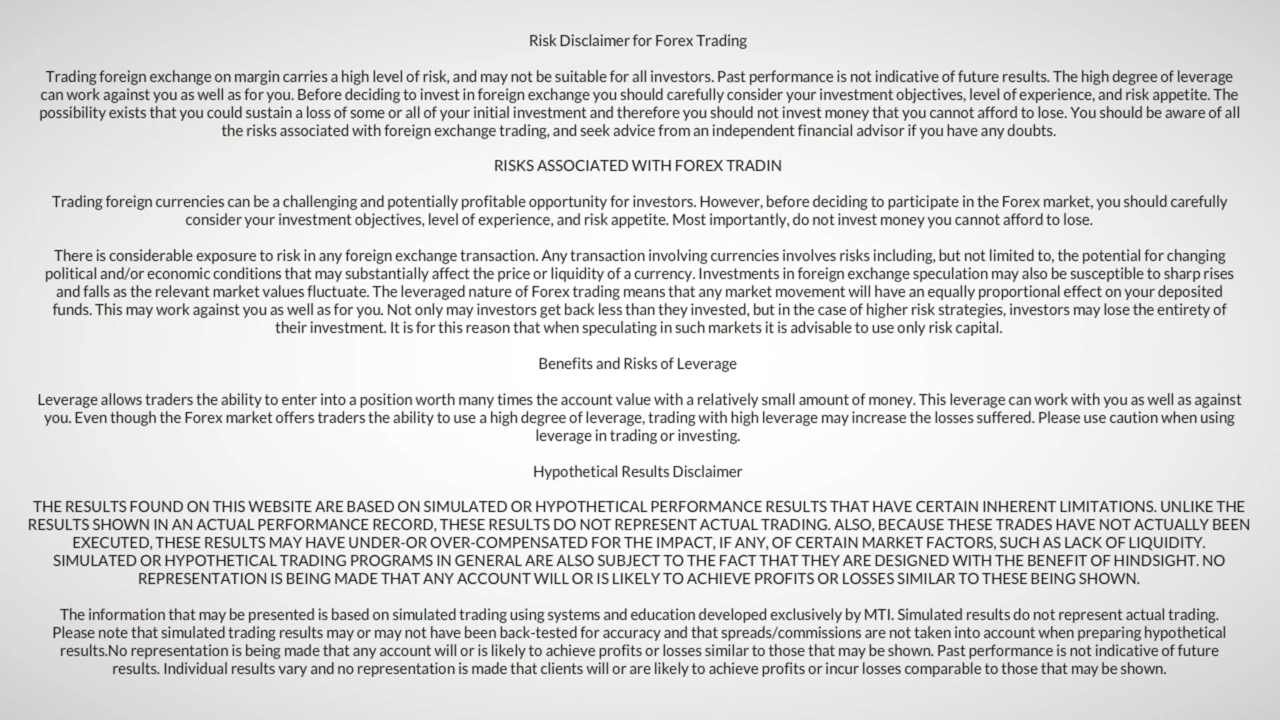 Risk Disclaimer for Forex Trading
Trading foreign exchange on margin carries a high level of risk, and may not be suitable for all investors. Past performance is not indicative of future results. The high degree of leverage
can work against you as well as for you. Before deciding to invest in foreign exchange you should carefully consider your investment objectives, level of experience, and risk appetite. The
possibility exists that you could sustain a loss of some or all of your initial investment and therefore you should not invest money that you cannot afford to lose. You should be aware of all
the risks associated with foreign exchange trading, and seek advice from an independent financial advisor if you have any doubts.
RISKS ASSOCIATED WITH FOREX TRADIN
Trading foreign currencies can be a challenging and potentially profitable opportunity for investors. However, before deciding to participate in the Forex market, you should carefully
consider your investment objectives, level of experience, and risk appetite. Most importantly, do not invest money you cannot afford to lose.
There is considerable exposure to risk in any foreign exchange transaction. Any transaction involving currencies involves risks including, but not limited to, the potential for changing
political and/or economic conditions that may substantially affect the price or liquidity of a currency. Investments in foreign exchange speculation may also be susceptible to sharp rises
and falls as the relevant market values fluctuate. The leveraged nature of Forex trading means that any market movement will have an equally proportional effect on your deposited
funds. This may work against you as well as for you. Not only may investors get back less than they invested, but in the case of higher risk strategies, investors may lose the entirety of
their investment. It is for this reason that when speculating in such markets it is advisable to use only risk capital.
Benefits and Risks of Leverage
Leverage allows traders the ability to enter into a position worth many times the account value with a relatively small amount of money. This leverage can work with you as well as against
you. Even though the Forex market offers traders the ability to use a high degree of leverage, trading with high leverage may increase the losses suffered. Please use caution when using
leverage in trading or investing.
Hypothetical Results Disclaimer
THE RESULTS FOUND ON THIS WEBSITE ARE BASED ON SIMULATED OR HYPOTHETICAL PERFORMANCE RESULTS THAT HAVE CERTAIN INHERENT LIMITATIONS. UNLIKE THE
RESULTS SHOWN IN AN ACTUAL PERFORMANCE RECORD, THESE RESULTS DO NOT REPRESENT ACTUAL TRADING. ALSO, BECAUSE THESE TRADES HAVE NOT ACTUALLY BEEN
EXECUTED, THESE RESULTS MAY HAVE UNDER-OR OVER-COMPENSATED FOR THE IMPACT, IF ANY, OF CERTAIN MARKET FACTORS, SUCH AS LACK OF LIQUIDITY.
SIMULATED OR HYPOTHETICAL TRADING PROGRAMS IN GENERAL ARE ALSO SUBJECT TO THE FACT THAT THEY ARE DESIGNED WITH THE BENEFIT OF HINDSIGHT. NO
REPRESENTATION IS BEING MADE THAT ANY ACCOUNT WILL OR IS LIKELY TO ACHIEVE PROFITS OR LOSSES SIMILAR TO THESE BEING SHOWN.
The information that may be presented is based on simulated trading using systems and education developed exclusively by MTI. Simulated results do not represent actual trading.
Please note that simulated trading results may or may not have been back-tested for accuracy and that spreads/commissions are not taken into account when preparing hypothetical
results.No representation is being made that any account will or is likely to achieve profits or losses similar to those that may be shown. Past performance is not indicative of future
results. Individual results vary and no representation is made that clients will or are likely to achieve profits or incur losses comparable to those that may be shown.